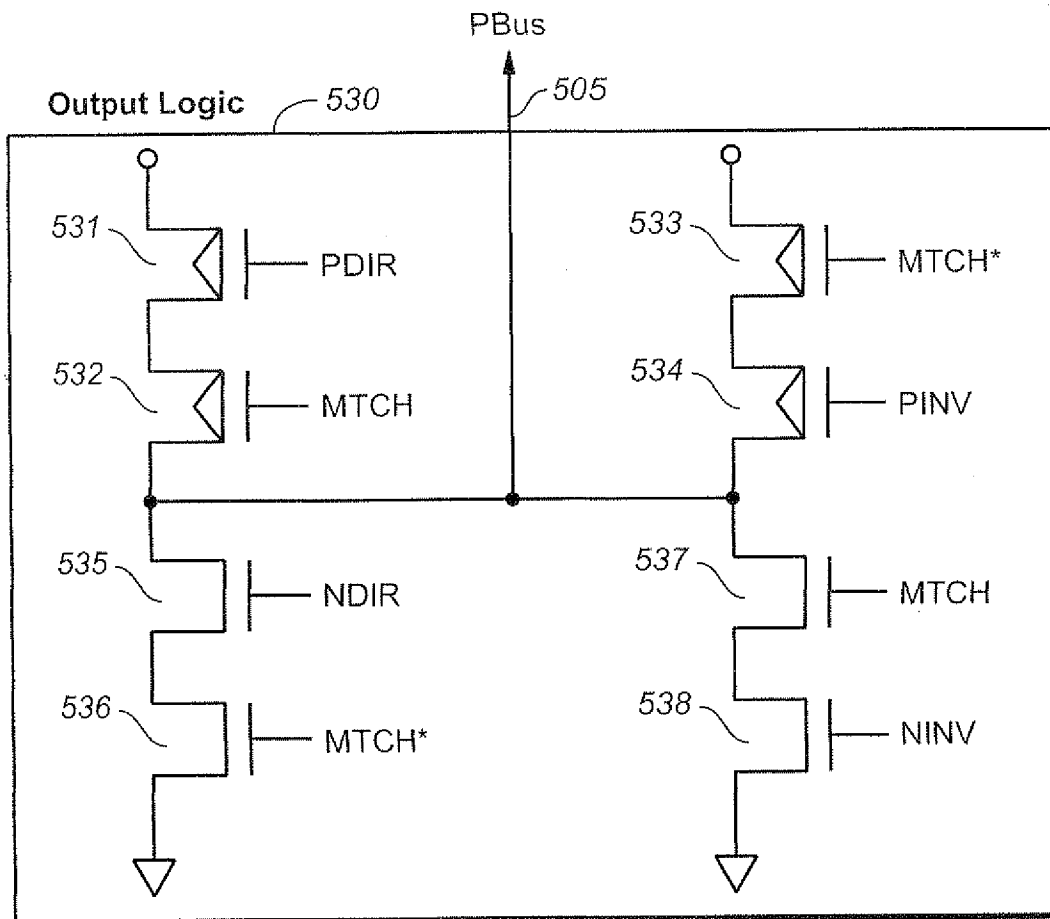 PBus
505
Output Logic
530
531
PDIR
533
MTCH*
532
MTCH
534
PINV
535
NDIR
537
MTCH
536
MTCH*
538
NINV